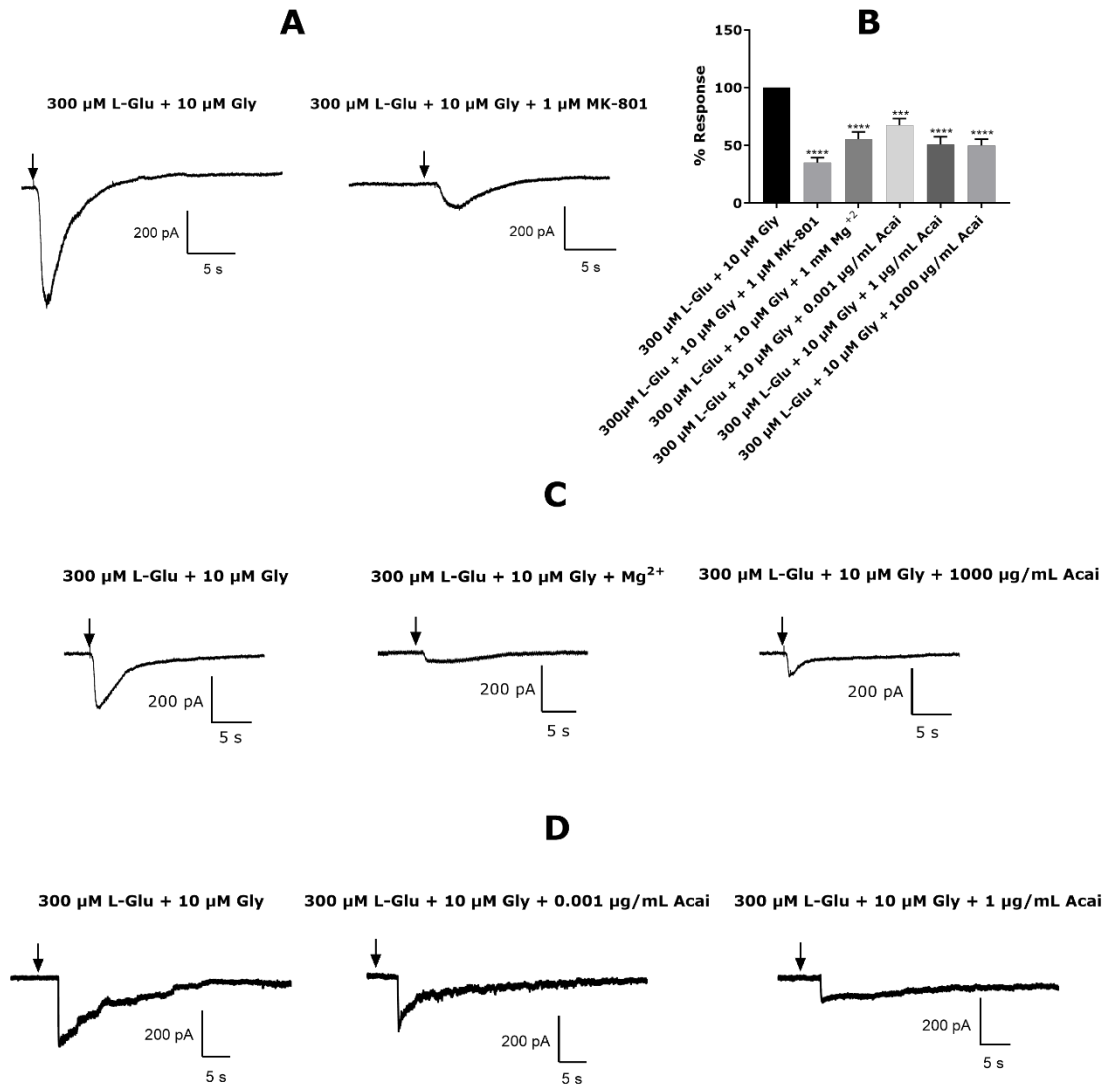 A
300 µM L-Glu + 10 µM Gly
300 µM L-Glu + 10 µM Gly + 1 µM MK-801
200 pA
5 s
200 pA
5 s
B
% Response
150
100
50
0
****
****
***
****
****
300 µM L-Glu + 10 µM Gly
300µM L-Glu + 10 µM Gly + 1 µM MK-801
300 µM L-Glu + 10 µM Gly + 1 mM Mg⁺²
300 µM L-Glu + 10 µM Gly + 0.001 µg/mL Acai
300 µM L-Glu + 10 µM Gly + 1 µg/mL Acai
300 µM L-Glu + 10 µM Gly + 1000 µg/mL Acai
C
300 µM L-Glu + 10 µM Gly
300 µM L-Glu + 10 µM Gly + Mg²⁺
300 µM L-Glu + 10 µM Gly + 1000 µg/mL Acai
200 pA
5 s
200 pA
5 s
200 pA
5 s
D
300 µM L-Glu + 10 µM Gly
300 µM L-Glu + 10 µM Gly + 0.001 µg/mL Acai
300 µM L-Glu + 10 µM Gly + 1 µg/mL Acai
200 pA
5 s
200 pA
5 s
200 pA
5 s